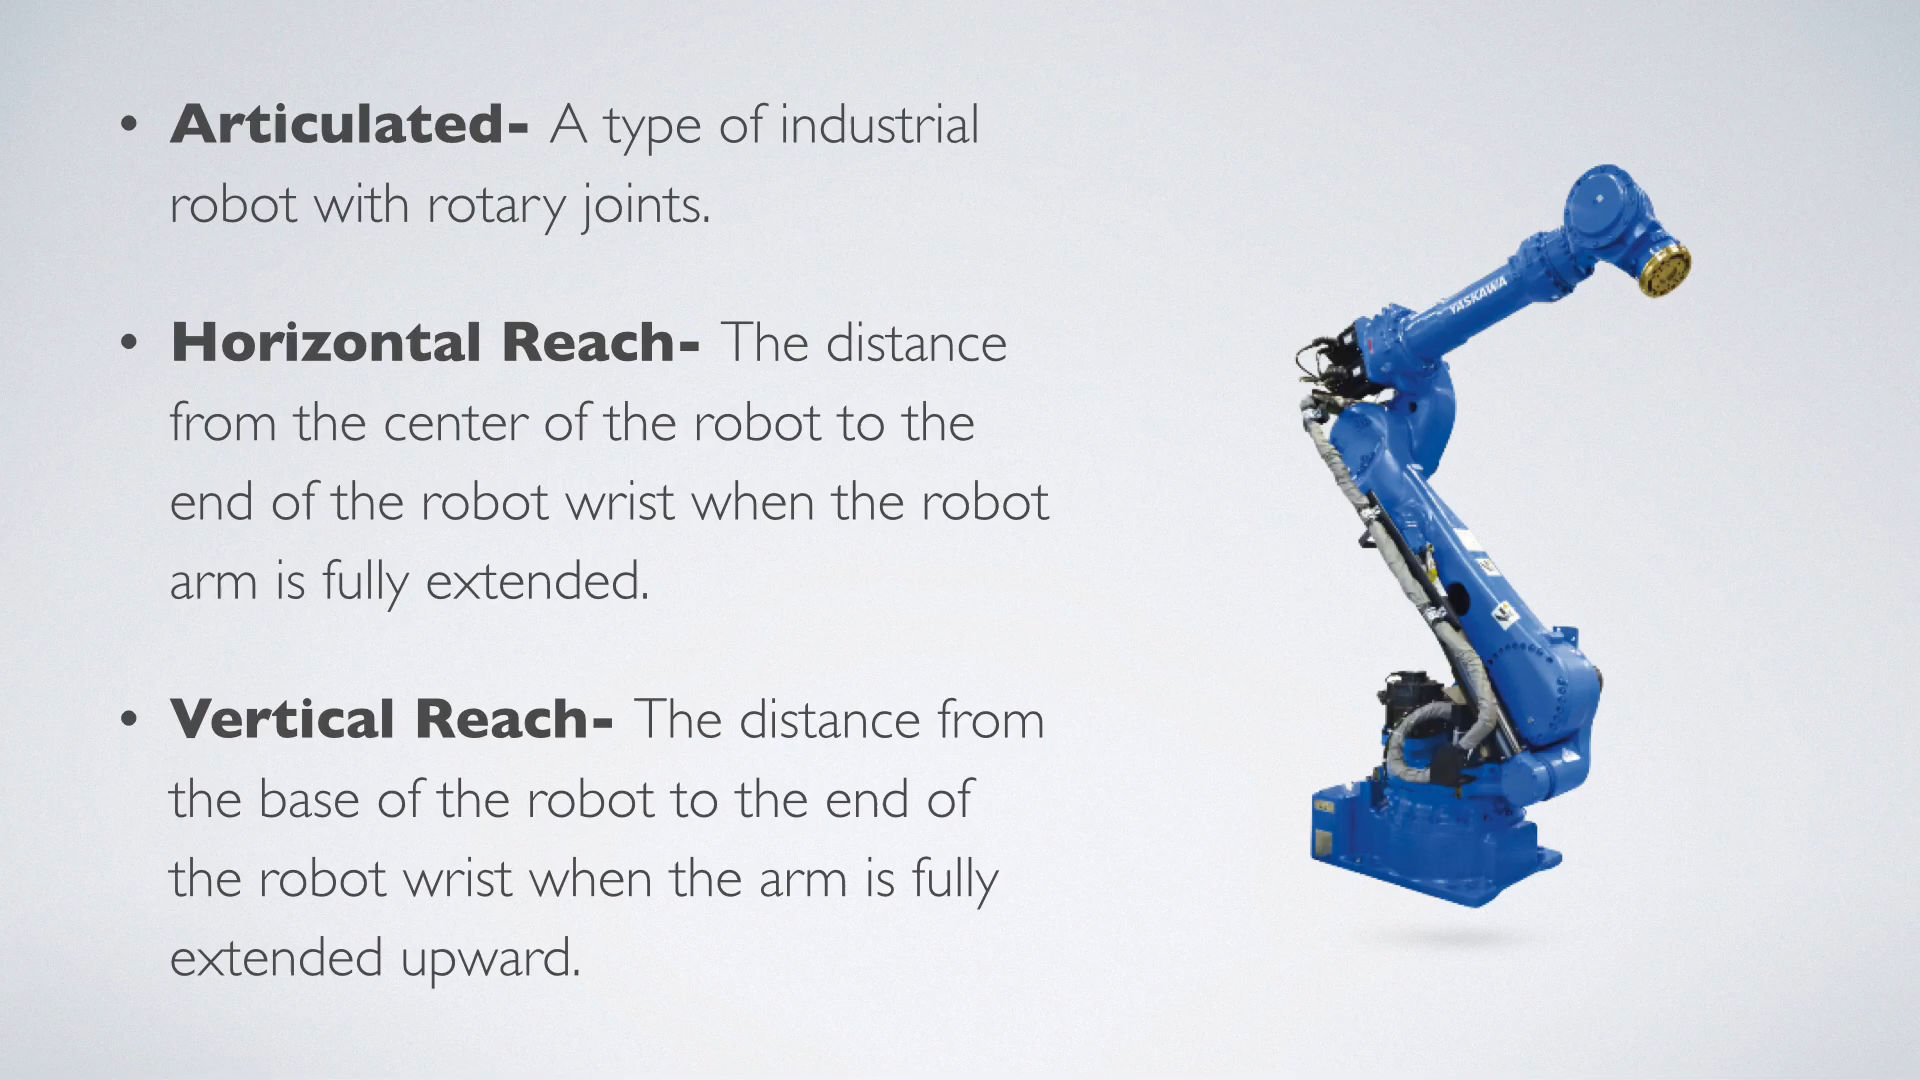 • Articulated- A type of industrial
robot with rotary joints.
• Horizontal Reach- The distance
from the center of the robot to the
end of the robot wrist when the robot
arm is fully extended.
• Vertical Reach- The distance from
the base of the robot to the end of
the robot wrist when the arm is fully
extended upward.
YASKAWA